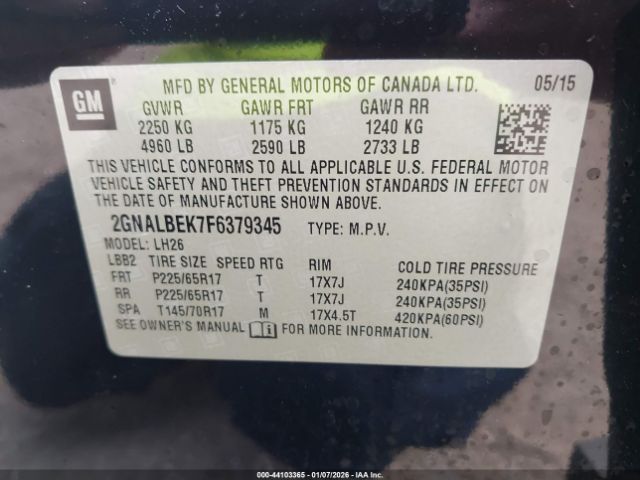 GM
MFD BY GENERAL MOTORS OF CANADA LTD. 05/15
GVWR GAWR FRT GAWR RR
2250 KG 1175 KG 1240 KG
4960 LB 2590 LB 2733 LB
THIS VEHICLE CONFORMS TO ALL APPLICABLE U.S. FEDERAL MOTOR
VEHICLE SAFETY AND THEFT PREVENTION STANDARDS IN EFFECT ON
THE DATE OF MANUFACTURE SHOWN ABOVE.
2GNALBEK7F6379345 TYPE: M.P.V.
MODEL: LH26
LBB2 TIRE SIZE SPEED RTG RIM COLD TIRE PRESSURE
FRT P225/65R17 T 17X7J 240KPA(35PSI)
RR P225/65R17 T 17X7J 240KPA(35PSI)
SPA T145/70R17 M 17X4.5T 420KPA(60PSI)
SEE OWNER'S MANUAL FOR MORE INFORMATION.
000-44103365 - 01/07/2026 - IAA Inc.